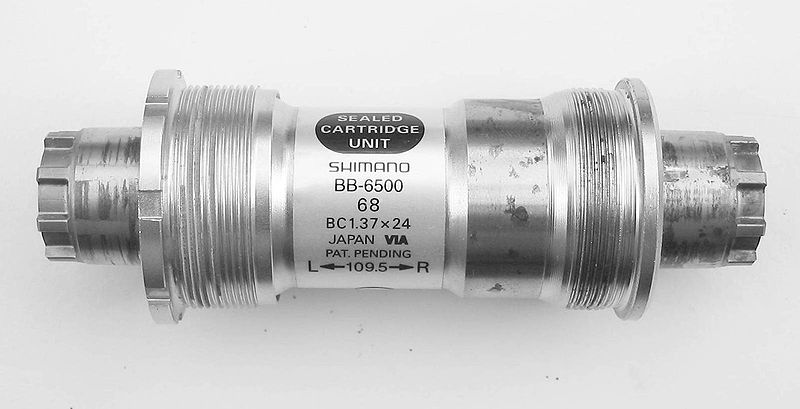 SEALED
CARTRIDGE
UNIT
SHIMANO
BB-6500
68
BC1.37×24
JAPAN VIA
PAT. PENDING
L←109.5→R